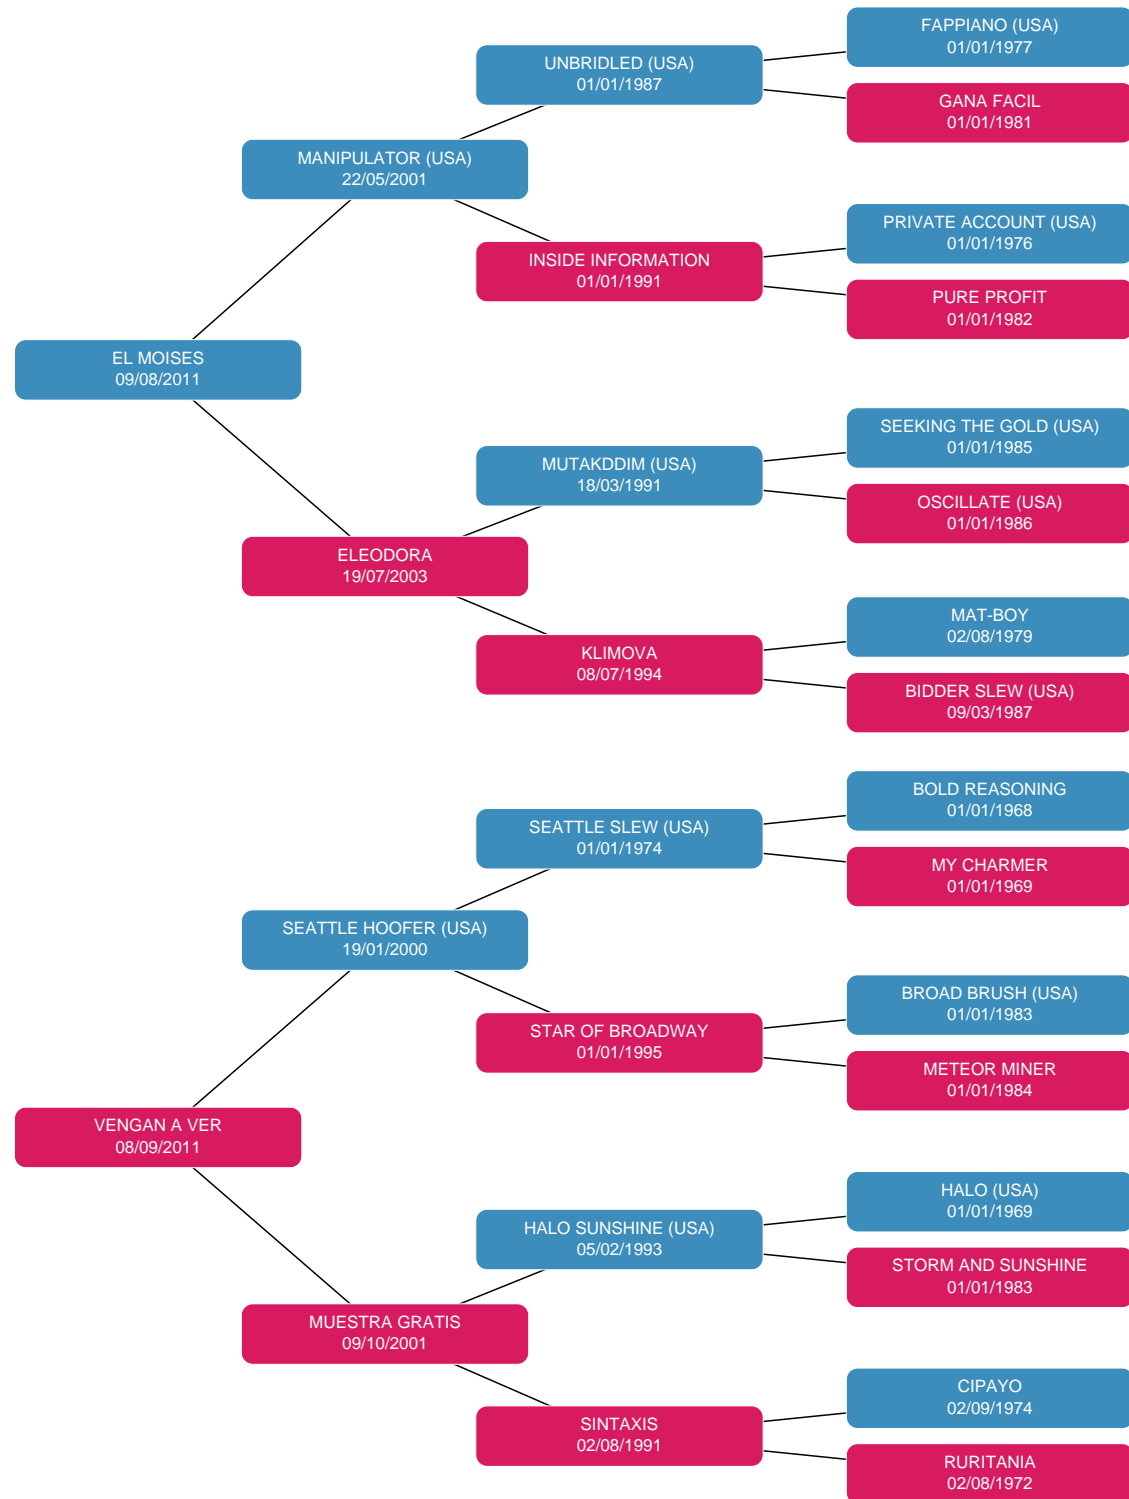 FAPPIANO (USA)
01/01/1977
UNBRIDLED (USA)
01/01/1987
GANA FACIL
01/01/1981
MANIPULATOR (USA)
22/05/2001
PRIVATE ACCOUNT (USA)
01/01/1976
INSIDE INFORMATION
01/01/1991
PURE PROFIT
01/01/1982
EL MOISES
09/08/2011
SEEKING THE GOLD (USA)
01/01/1985
MUTAKDDIM (USA)
18/03/1991
OSCILLATE (USA)
01/01/1986
ELEODORA
19/07/2003
MAT-BOY
02/08/1979
KLIMOVA
08/07/1994
BIDDER SLEW (USA)
09/03/1987
BOLD REASONING
01/01/1968
SEATTLE SLEW (USA)
01/01/1974
MY CHARMER
01/01/1969
SEATTLE HOOFER (USA)
19/01/2000
BROAD BRUSH (USA)
01/01/1983
STAR OF BROADWAY
01/01/1995
METEOR MINER
01/01/1984
VENGAN A VER
08/09/2011
HALO (USA)
01/01/1969
HALO SUNSHINE (USA)
05/02/1993
STORM AND SUNSHINE
01/01/1983
MUESTRA GRATIS
09/10/2001
CIPAYO
02/09/1974
SINTAXIS
02/08/1991
RURITANIA
02/08/1972